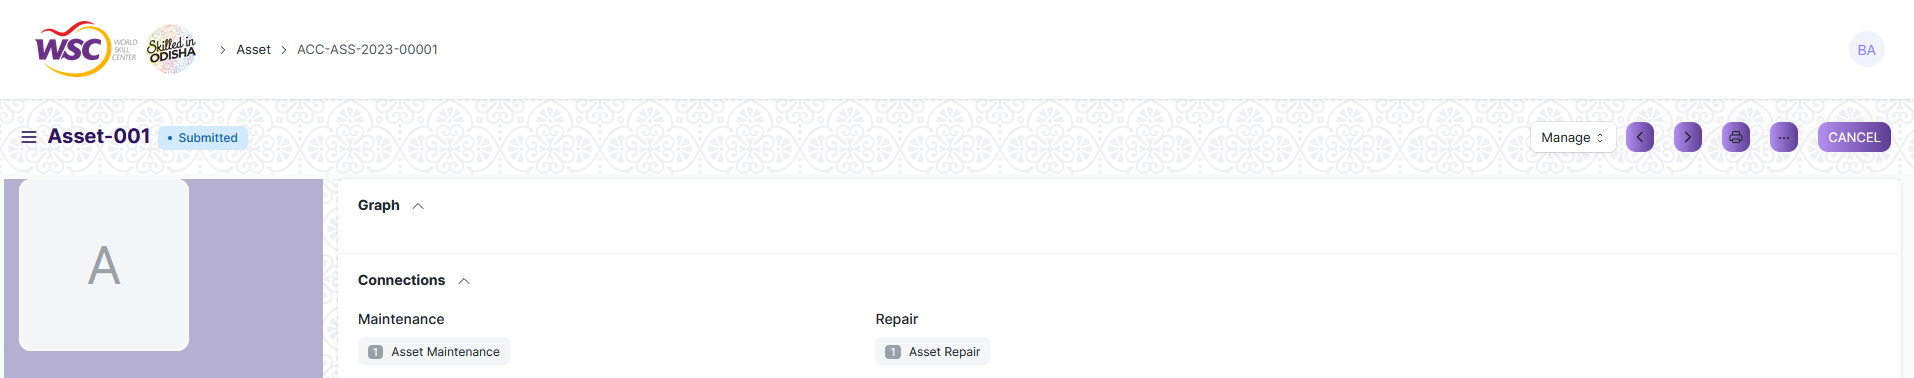 WSC WORLD SKILL CENTER
Skilled in ODISHA
Asset
ACC-ASS-2023-00001
BA
Asset-001
Submitted
Manage
CANCEL
A
Graph
Connections
Maintenance
Repair
1 Asset Maintenance
1 Asset Repair